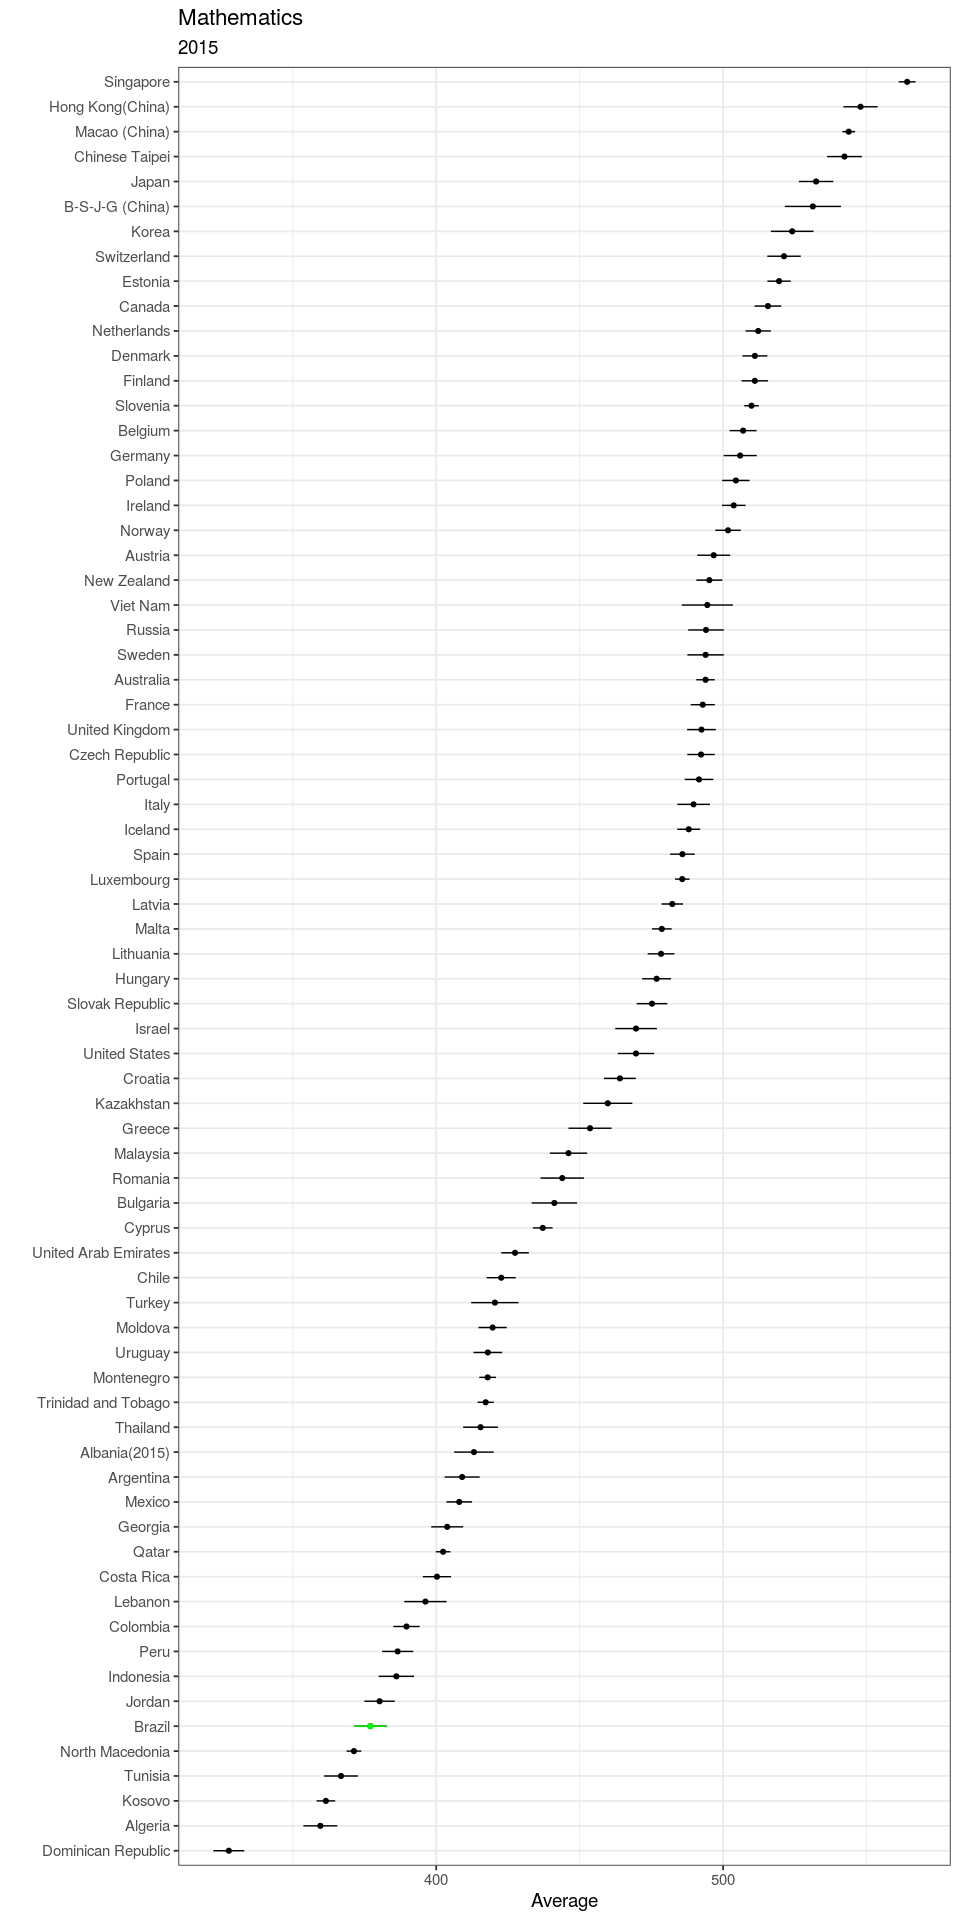 Mathematics
2015
Singapore
Hong Kong(China)
Macao (China)
Chinese Taipei
Japan
B-S-J-G (China)
Korea
Switzerland
Estonia
Canada
Netherlands
Denmark
Finland
Slovenia
Belgium
Germany
Poland
Ireland
Norway
Austria
New Zealand
Viet Nam
Russia
Sweden
Australia
France
United Kingdom
Czech Republic
Portugal
Italy
Iceland
Spain
Luxembourg
Latvia
Malta
Lithuania
Hungary
Slovak Republic
Israel
United States
Croatia
Kazakhstan
Greece
Malaysia
Romania
Bulgaria
Cyprus
United Arab Emirates
Chile
Turkey
Moldova
Uruguay
Montenegro
Trinidad and Tobago
Thailand
Albania(2015)
Argentina
Mexico
Georgia
Qatar
Costa Rica
Lebanon
Colombia
Peru
Indonesia
Jordan
Brazil
North Macedonia
Tunisia
Kosovo
Algeria
Dominican Republic
400 500
Average